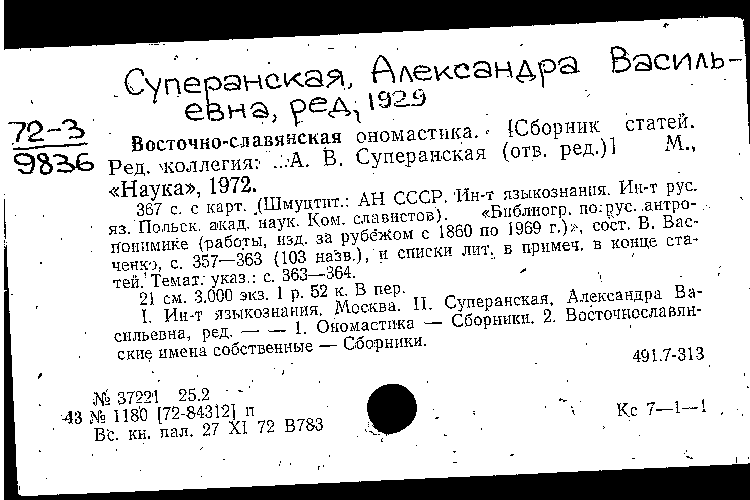 Суперанская, Александра Василь-
евна, ред., 1929
72-3
9836
Восточно-славянская ономастика. [Сборник статей.
Ред. коллегия: ...А. В. Суперанская (отв. ред.)] М.,
«Наука», 1972.
367 с. с карт. (Шмуцтит.: АН СССР. Ин-т языкознания. Ин-т рус.
яз. Польск. акад. наук. Ком. славистов). «Библиогр. по рус. антро-
понимике (работы, изд. за рубежом с 1860 по 1969 г.)», сост. В. Вас-
ченко, с. 357—363 (103 назв.), и списки лит. в примеч. в конце ста-
тей. Темат. указ.: с. 363—364.
21 см. 3.000 экз. 1 р. 52 к. В пер.
I. Ин-т языкознания, Москва. II. Суперанская, Александра Ва-
сильевна, ред. — — 1. Ономастика — Сборники. 2. Восточнославян-
ские имена собственные — Сборники.
491.7-313
№ 37221 25.2
43 № 1180 [72-84312] п
Вс. кн. пал. 27 XI 72 В783
Кс 7—1—1